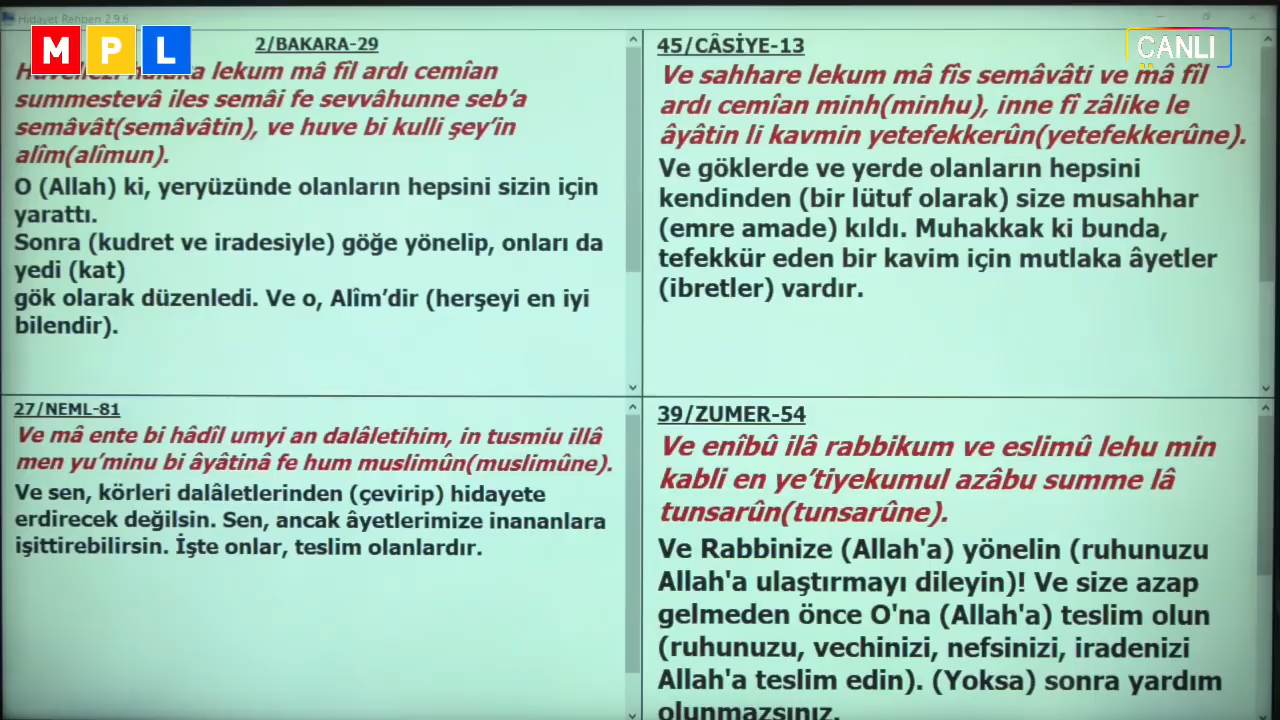 Hidayet Rehberi 2.9.6
MPL
CANLI
2/BAKARA-29
lekum mâ fîl ardı cemîan
summestevâ iles semâi fe sevvâhunne seb’a
semâvât(semâvâtin), ve huve bi kulli şey’in
alîm(alîmun).
O (Allah) ki, yeryüzünde olanların hepsini sizin için
yarattı.
Sonra (kudret ve iradesiyle) göğe yönelip, onları da
yedi (kat)
gök olarak düzenledi. Ve o, Alîm’dir (herşeyi en iyi
bilendir).
45/CÂSİYE-13
Ve sahhare lekum mâ fîs semâvâti ve mâ fîl
ardı cemîan minh(minhu), inne fî zâlike le
âyâtin li kavmin yetefekkerûn(yetefekkerûne).
Ve göklerde ve yerde olanların hepsini
kendinden (bir lütuf olarak) size musahhar
(emre amade) kıldı. Muhakkak ki bunda,
tefekkür eden bir kavim için mutlaka âyetler
(ibretler) vardır.
27/NEML-81
Ve mâ ente bi hâdîl umyi an dalâletihim, in tusmiu illâ
men yu’minu bi âyâtinâ fe hum muslimûn(muslimûne).
Ve sen, körleri dalâletlerinden (çevirip) hidayete
erdirecek değilsin. Sen, ancak âyetlerimize inananlara
işittirebilirsin. İşte onlar, teslim olanlardır.
39/ZUMER-54
Ve enîbû ilâ rabbikum ve eslimû lehu min
kabli en ye’tiyekumul azâbu summe lâ
tunsarûn(tunsarûne).
Ve Rabbinize (Allah'a) yönelin (ruhunuzu
Allah'a ulaştırmayı dileyin)! Ve size azap
gelmeden önce O'na (Allah'a) teslim olun
(ruhunuzu, vechinizi, nefsinizi, iradenizi
Allah'a teslim edin). (Yoksa) sonra yardım
olunmazsınız.